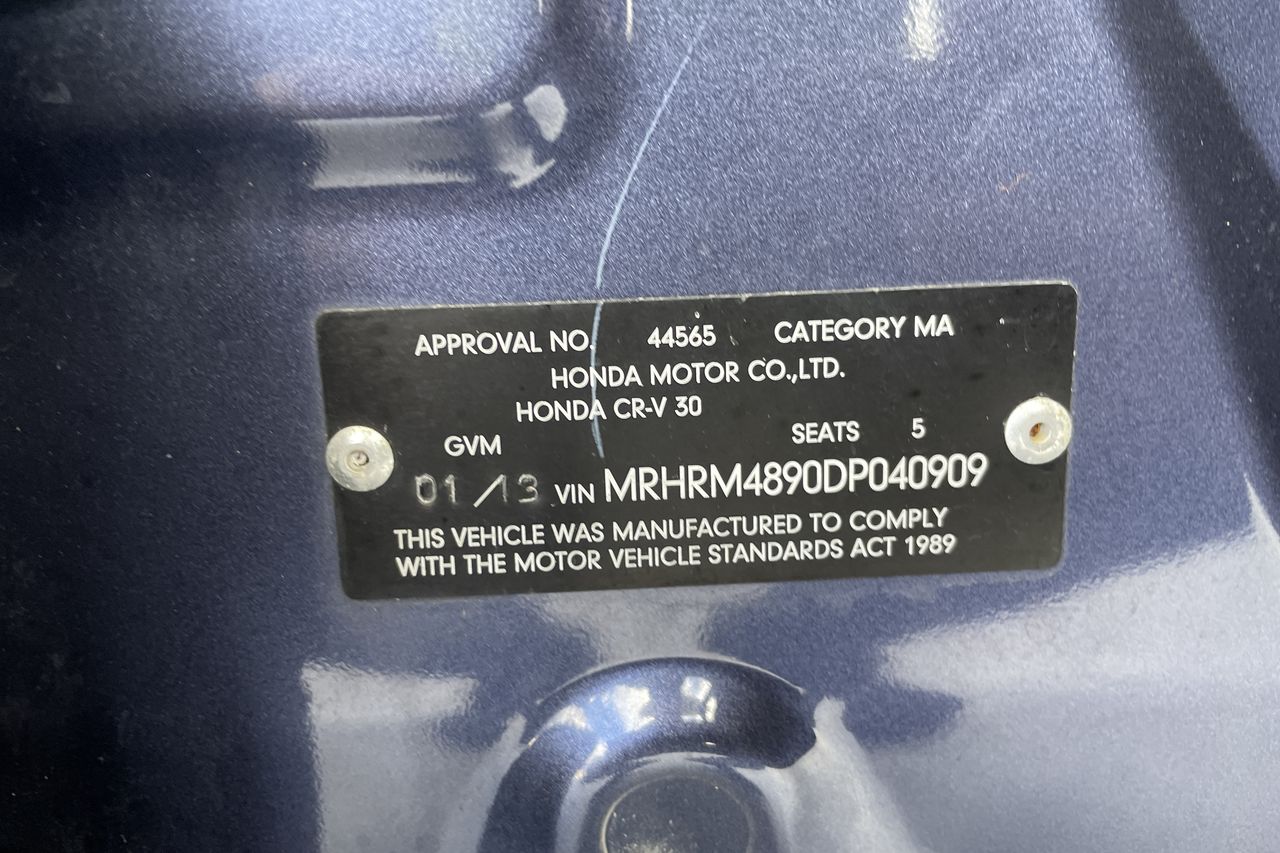 APPROVAL NO. 44565 CATEGORY MA
HONDA MOTOR CO.,LTD.
HONDA CR-V 30
GVM SEATS 5
01/13 VIN MRHRM4890DP040909
THIS VEHICLE WAS MANUFACTURED TO COMPLY
WITH THE MOTOR VEHICLE STANDARDS ACT 1989